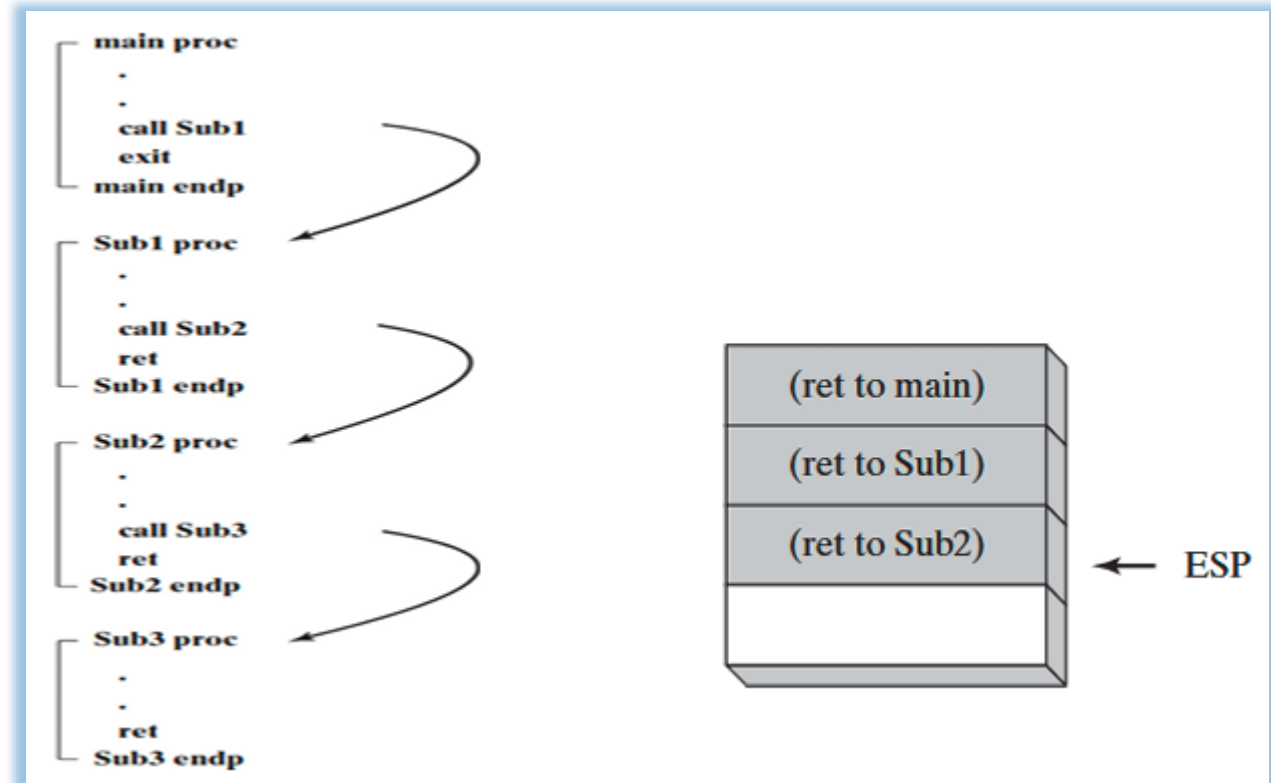 main proc
.
.
call Sub1
exit
main endp
Sub1 proc
.
.
call Sub2
ret
Sub1 endp
Sub2 proc
.
.
call Sub3
ret
Sub2 endp
Sub3 proc
.
.
ret
Sub3 endp
(ret to main)
(ret to Sub1)
(ret to Sub2)
ESP